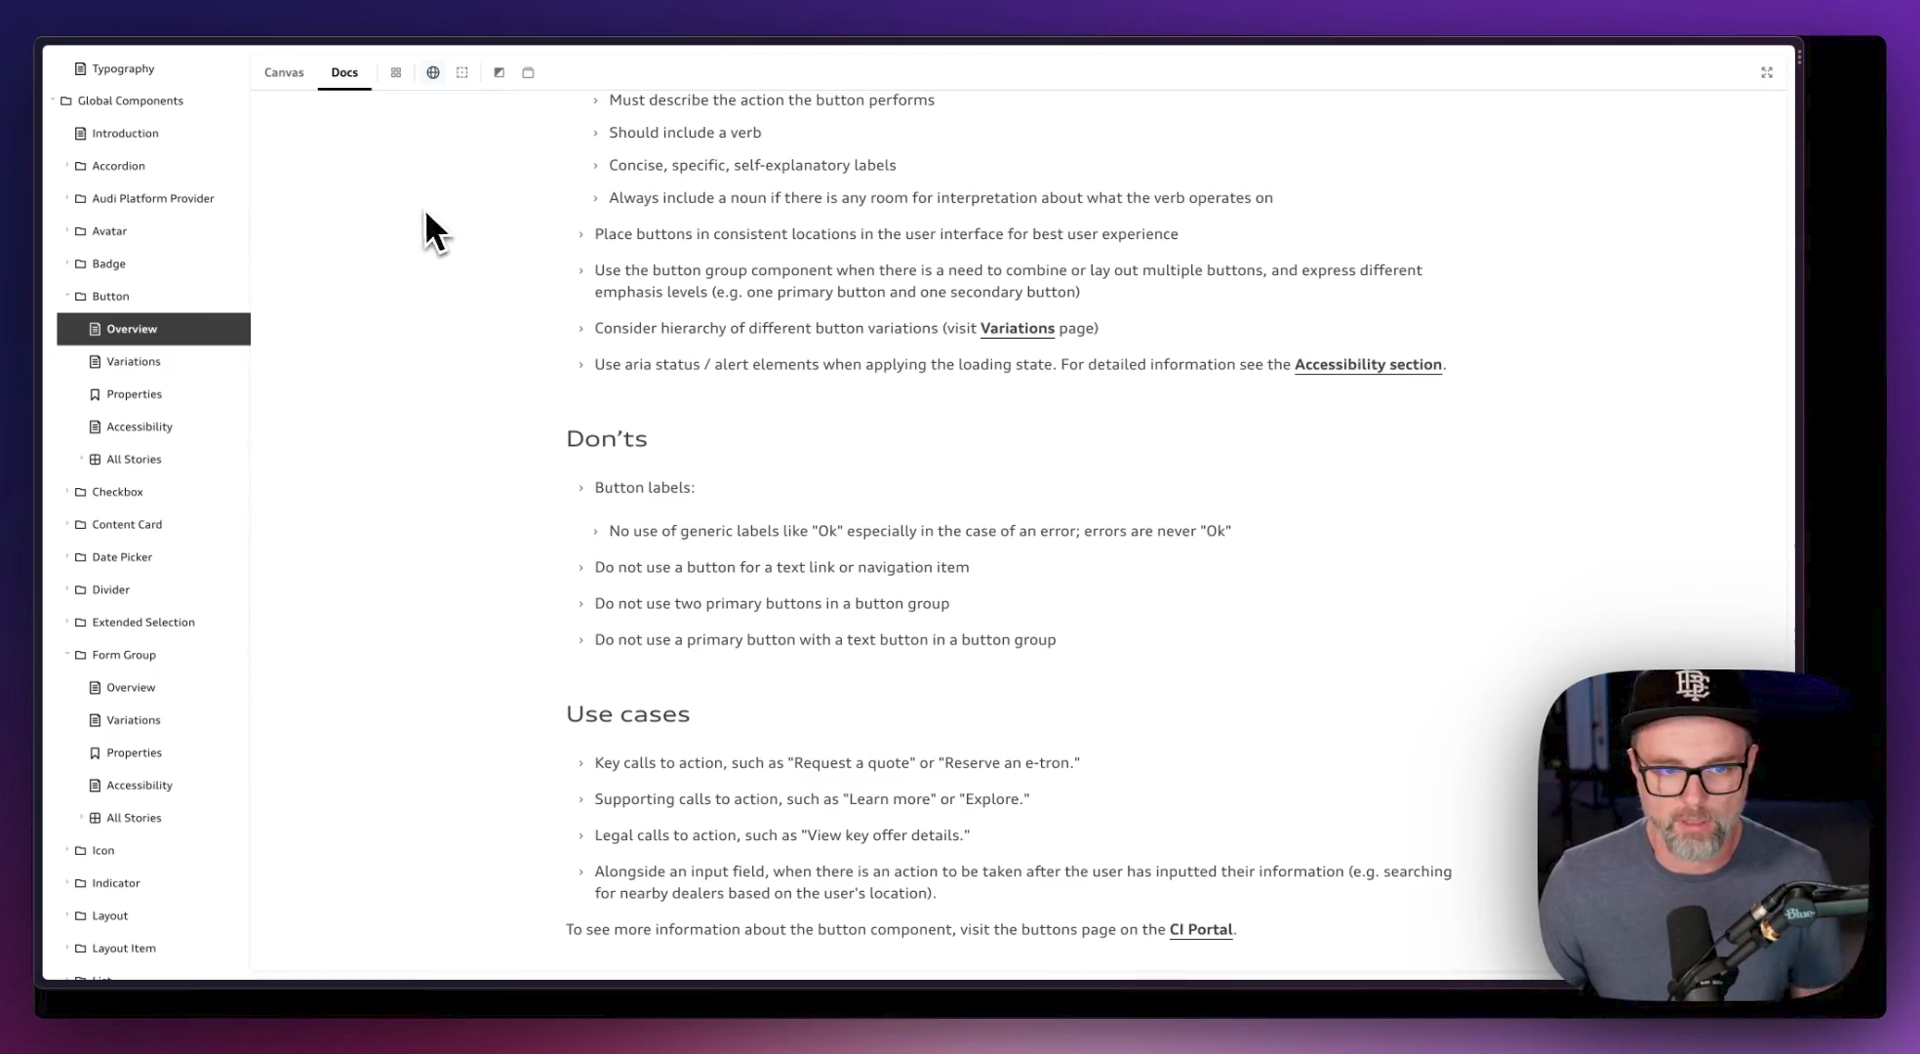 Typography
Global Components
Introduction
Accordion
Audi Platform Provider
Avatar
Badge
Button
Overview
Variations
Properties
Accessibility
All Stories
Checkbox
Content Card
Date Picker
Divider
Extended Selection
Form Group
Overview
Variations
Properties
Accessibility
All Stories
Icon
Indicator
Layout
Layout Item
Canvas Docs
Must describe the action the button performs
Should include a verb
Concise, specific, self-explanatory labels
Always include a noun if there is any room for interpretation about what the verb operates on
Place buttons in consistent locations in the user interface for best user experience
Use the button group component when there is a need to combine or lay out multiple buttons, and express different
emphasis levels (e.g. one primary button and one secondary button)
Consider hierarchy of different button variations (visit Variations page)
Use aria status / alert elements when applying the loading state. For detailed information see the Accessibility section.
Don’ts
Button labels:
No use of generic labels like "Ok" especially in the case of an error; errors are never "Ok"
Do not use a button for a text link or navigation item
Do not use two primary buttons in a button group
Do not use a primary button with a text button in a button group
Use cases
Key calls to action, such as "Request a quote" or "Reserve an e-tron."
Supporting calls to action, such as "Learn more" or "Explore."
Legal calls to action, such as "View key offer details."
Alongside an input field, when there is an action to be taken after the user has inputted their information (e.g. searching
for nearby dealers based on the user's location).
To see more information about the button component, visit the buttons page on the CI Portal.
Blue